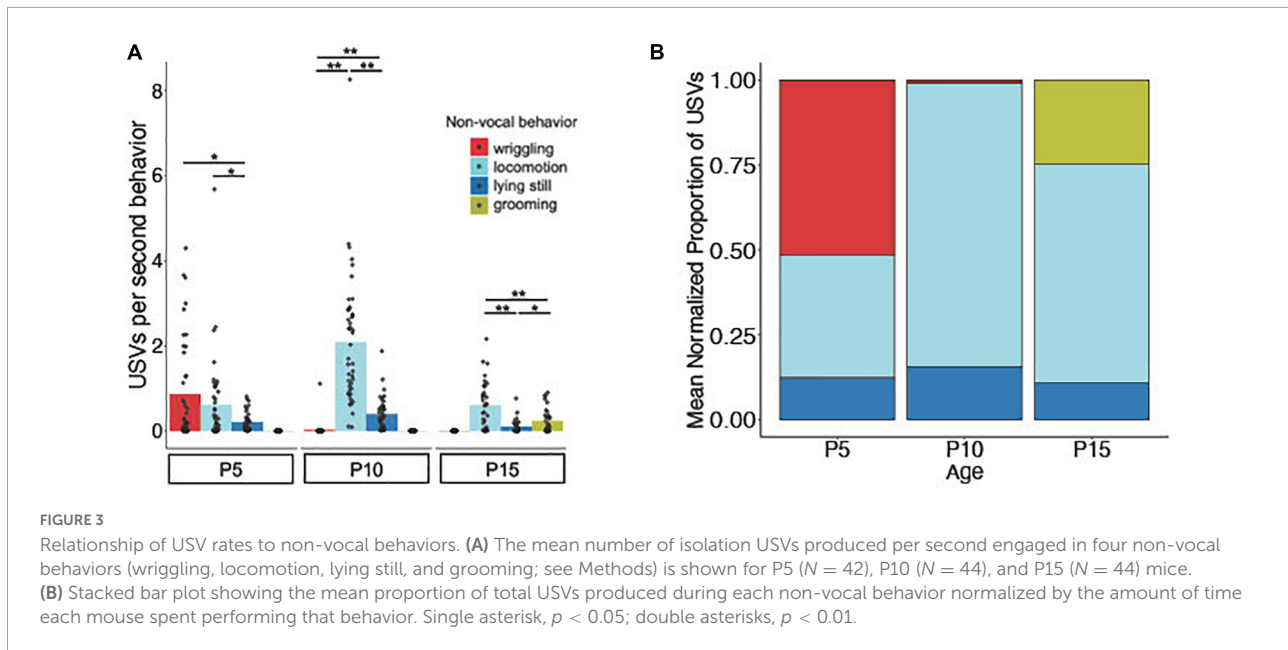 A
**
** **
8
Non-vocal behavior
wriggling
locomotion
lying still
grooming
*
*
6
4
**
** *
2
0
USVs per second behavior
P5 P10 P15
B
1.00
0.75
0.50
0.25
0.00
Mean Normalized Proportion of USVs
P5 P10 P15
Age
FIGURE 3
Relationship of USV rates to non-vocal behaviors. (A) The mean number of isolation USVs produced per second engaged in four non-vocal
behaviors (wriggling, locomotion, lying still, and grooming; see Methods) is shown for P5 (N = 42), P10 (N = 44), and P15 (N = 44) mice.
(B) Stacked bar plot showing the mean proportion of total USVs produced during each non-vocal behavior normalized by the amount of time
each mouse spent performing that behavior. Single asterisk, p < 0.05; double asterisks, p < 0.01.